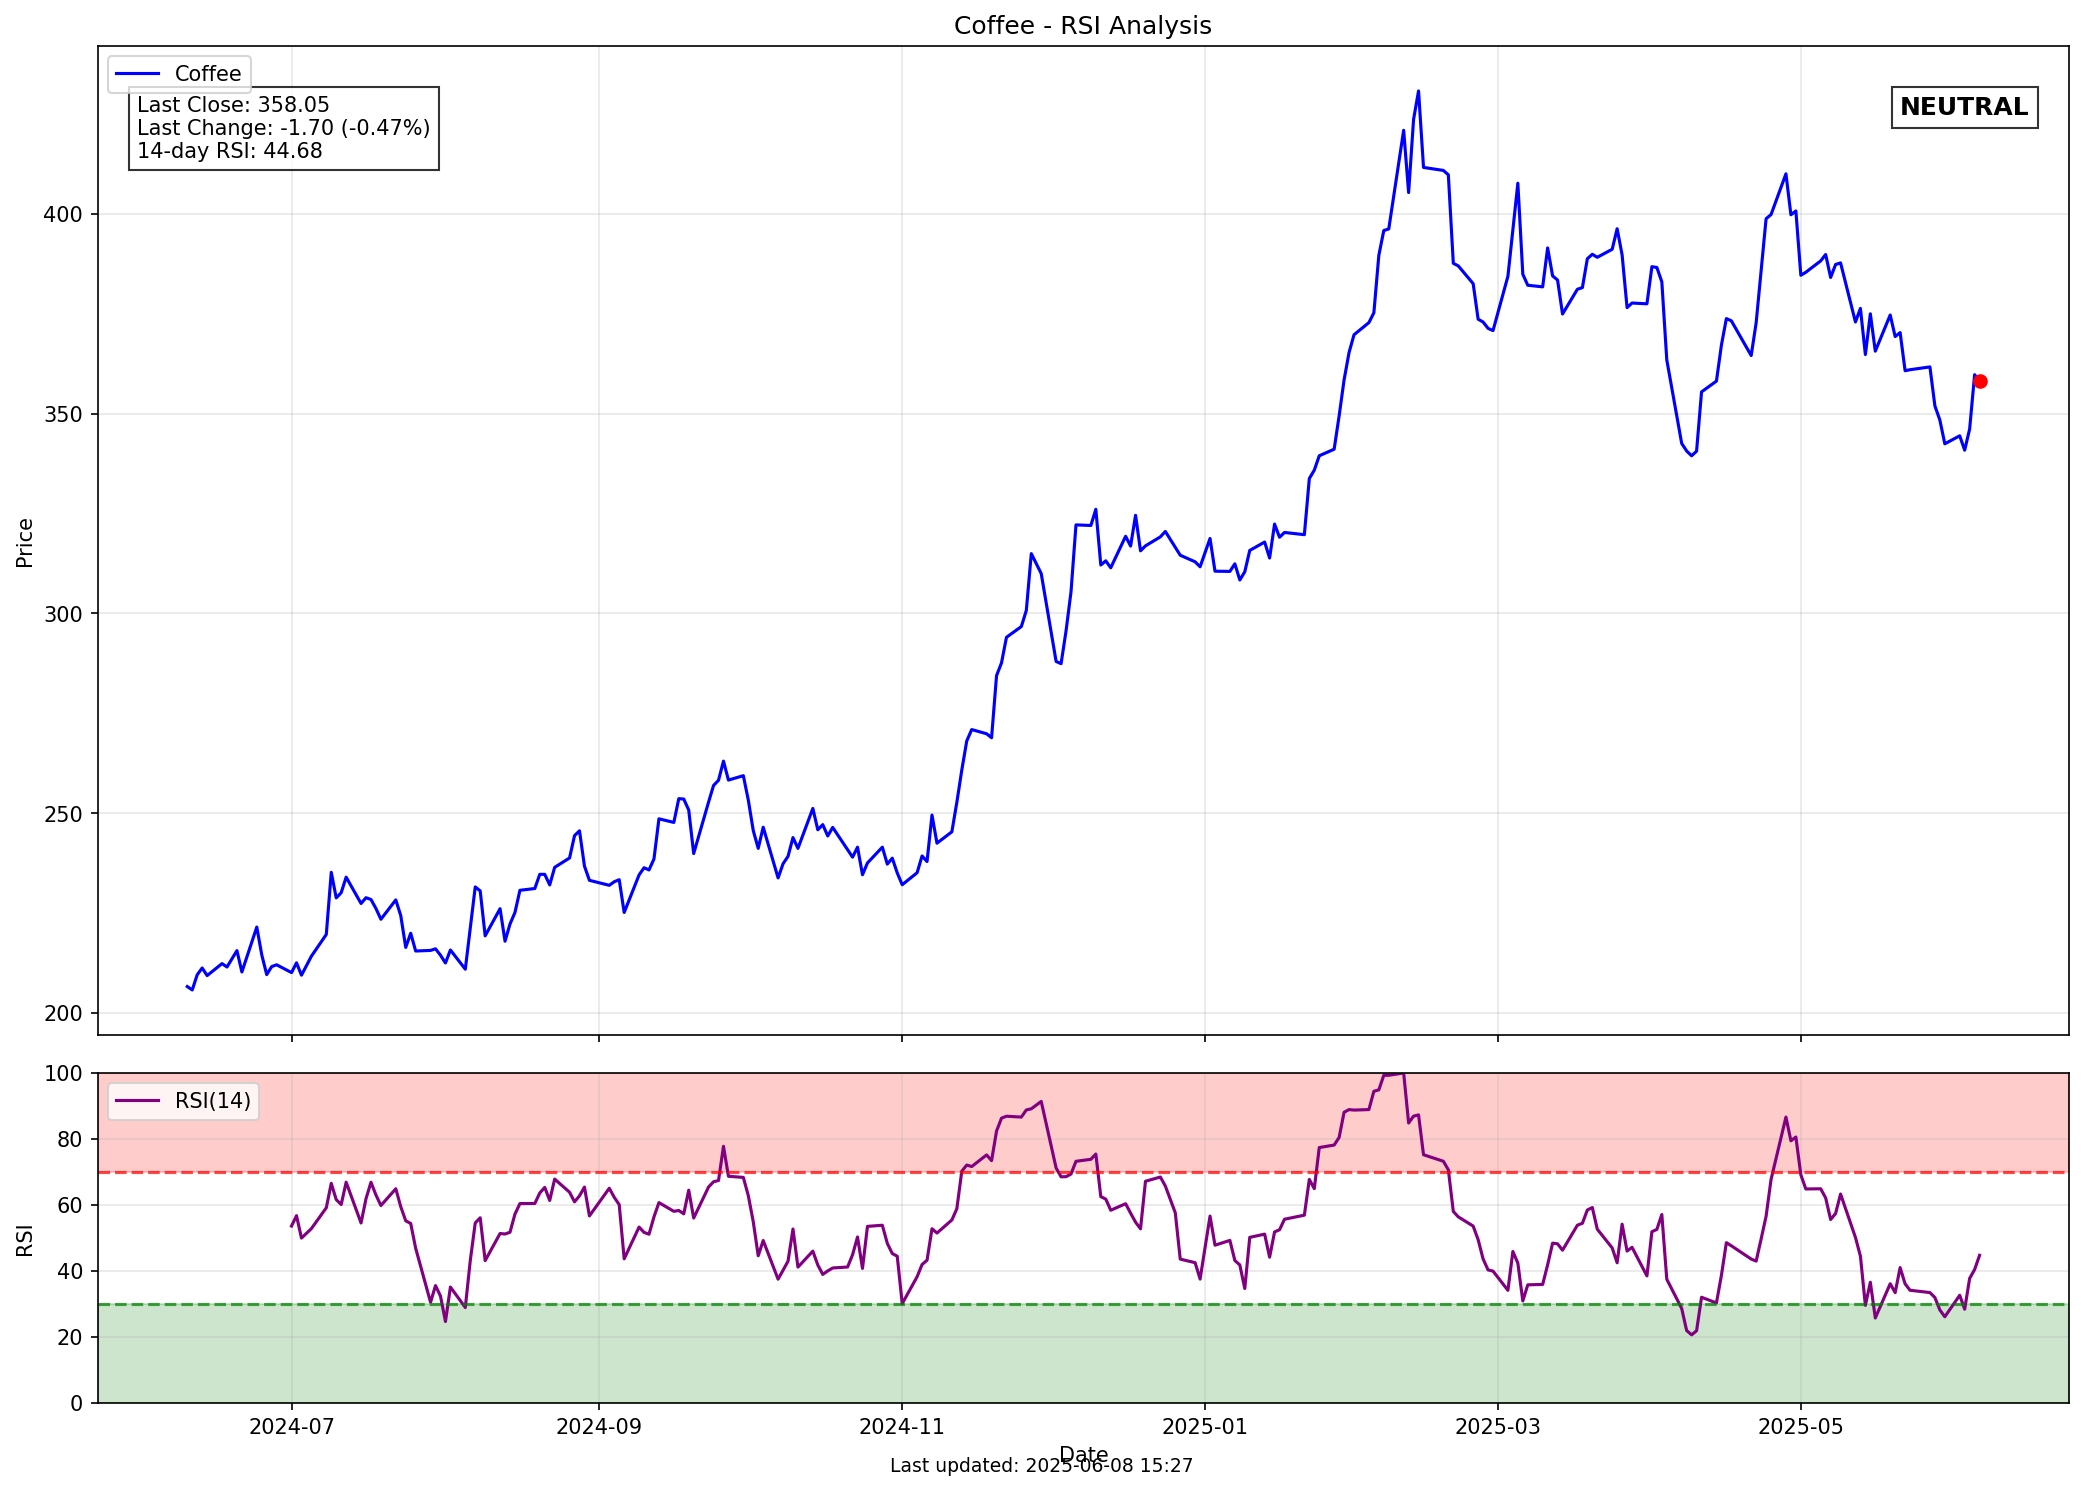 Coffee - RSI Analysis
Coffee
Last Close: 358.05
Last Change: -1.70 (-0.47%)
14-day RSI: 44.68
NEUTRAL
Price
400
350
300
250
200
RSI(14)
RSI
100
80
60
40
20
0
2024-07
2024-09
2024-11
2025-01
2025-03
2025-05
Date
Last updated: 2025-06-08 15:27